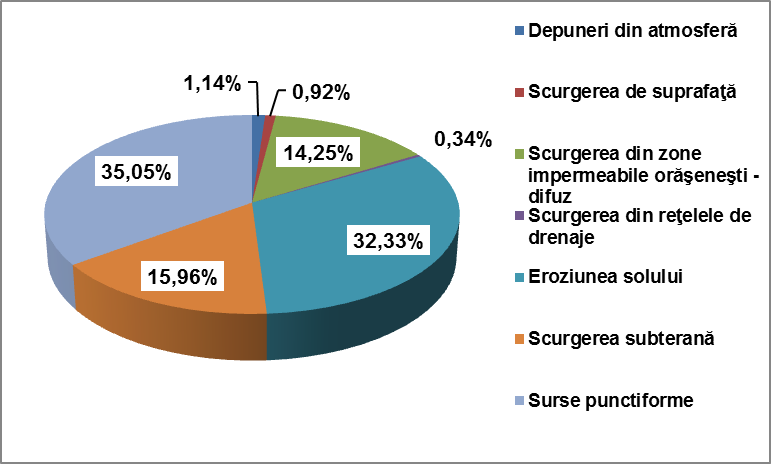 1,14%
0,92%
14,25%
0,34%
35,05%
32,33%
15,96%
Depuneri din atmosferă
Scurgerea de suprafaţă
Scurgerea din zone
impermeabile orăşeneşti -
difuz
Scurgerea din reţelele de
drenaje
Eroziunea solului
Scurgerea subterană
Surse punctiforme